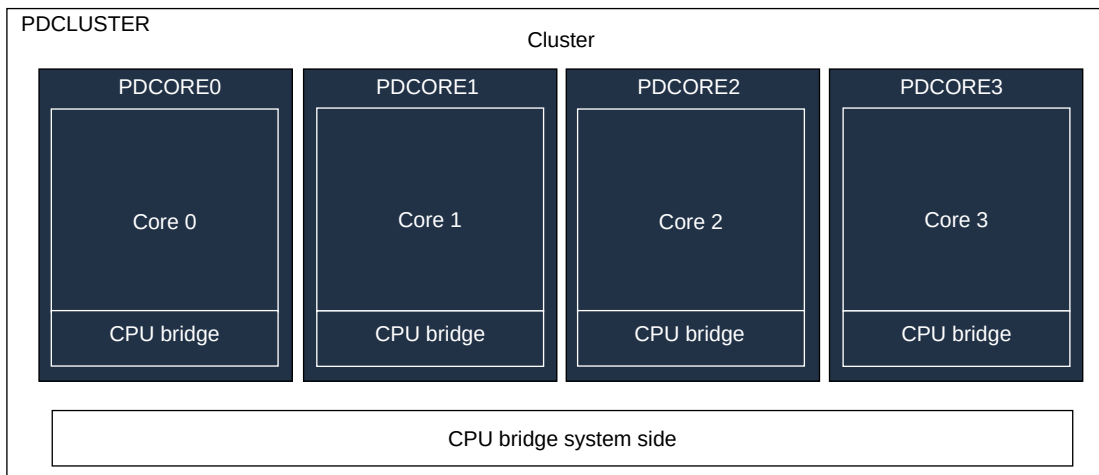 PDCLUSTER
Cluster
PDCORE0 PDCORE1 PDCORE2 PDCORE3
Core 0 Core 1 Core 2 Core 3
CPU bridge CPU bridge CPU bridge CPU bridge
CPU bridge system side